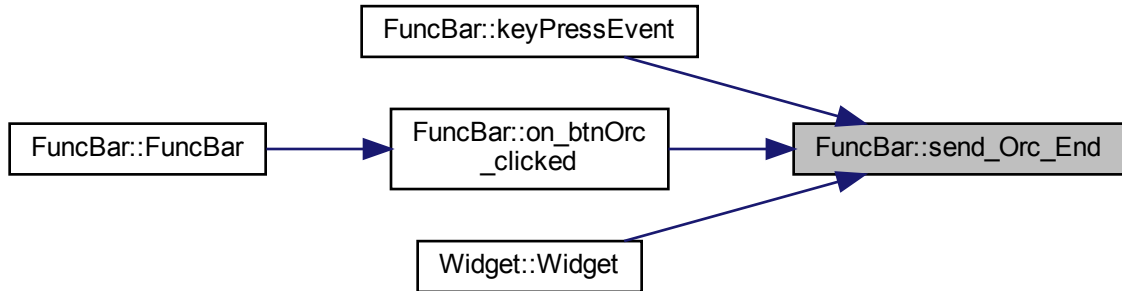 FuncBar::keyPressEvent
FuncBar::FuncBar
FuncBar::on_btnOrc
_clicked
FuncBar::send_Orc_End
Widget::Widget